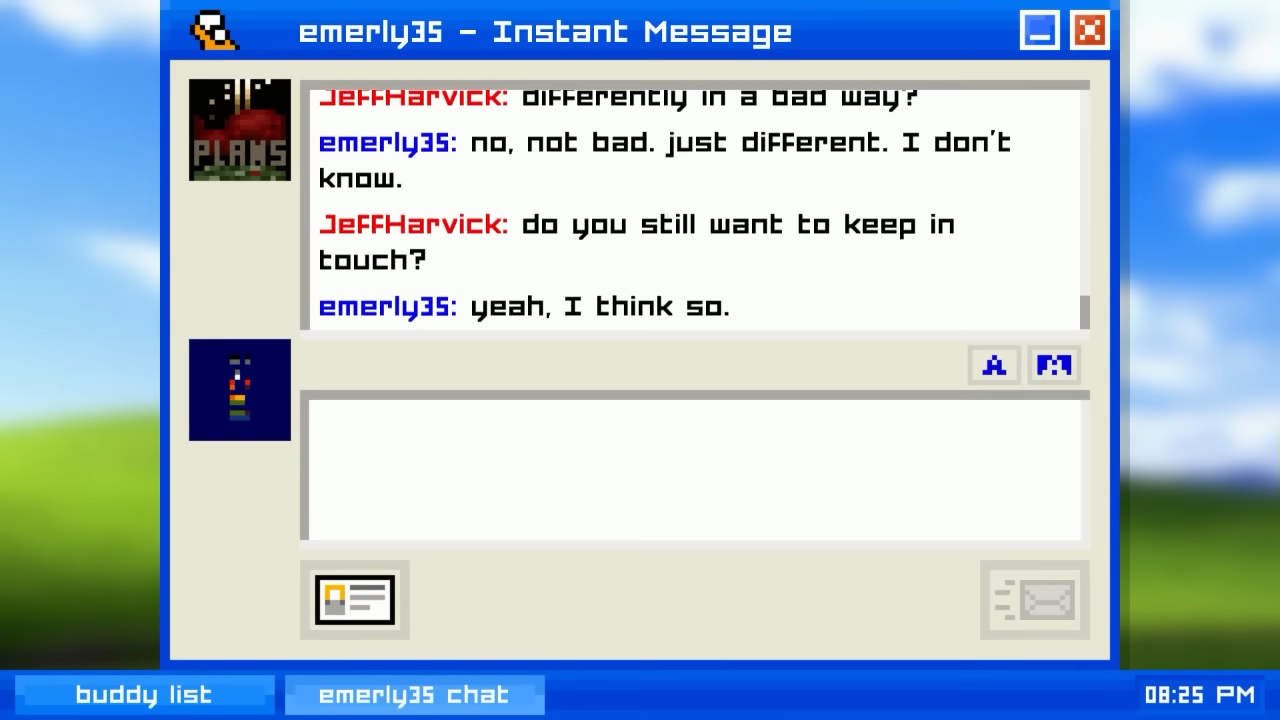 emerly35 - Instant Message
JeffHarvick: differently in a bad way?
emerly35: no, not bad. just different. I don't
know.
JeffHarvick: do you still want to keep in
touch?
emerly35: yeah, I think so.
PLANS
A
buddy list
emerly35 chat
08:25 PM